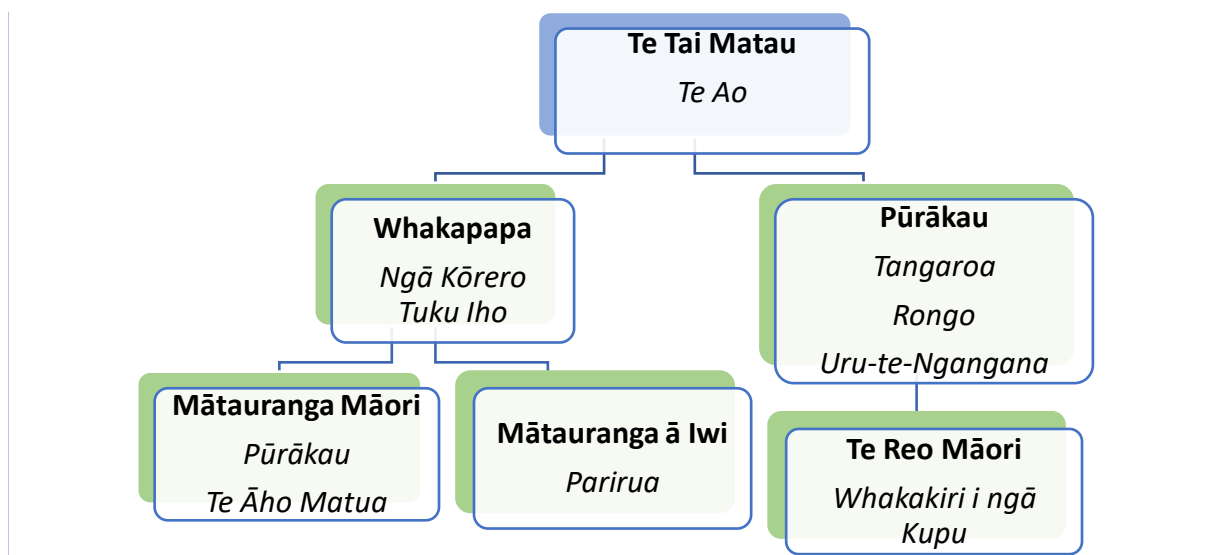 Te Tai Matau
Te Ao
Whakapapa
Ngā Kōrero
Tuku Iho
Pūrākau
Tangaroa
Rongo
Uru-te-Ngangana
Mātauranga Māori
Pūrākau
Te Āho Matua
Mātauranga ā Iwi
Parirua
Te Reo Māori
Whakakiri i ngā
Kupu